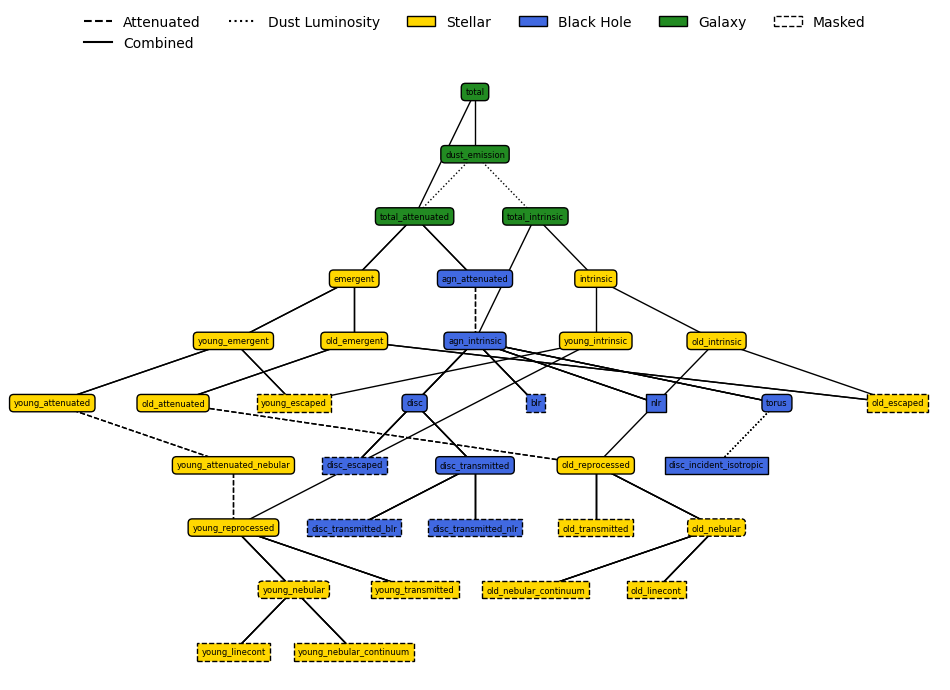 Attenuated Dust Luminosity Stellar Black Hole Galaxy Masked
Combined
total
dust_emission
total_attenuated total_intrinsic
emergent agn_attenuated intrinsic
young_emergent old_emergent agn_intrinsic young_intrinsic old_intrinsic
young_attenuated old_attenuated young_escaped disc blr nlr torus old_escaped
young_attenuated_nebular disc_escaped disc_transmitted old_reprocessed disc_incident_isotropic
young_reprocessed disc_transmitted_blr disc_transmitted_nlr old_transmitted old_nebular
young_nebular young_transmitted old_nebular_continuum old_linecont
young_linecont young_nebular_continuum